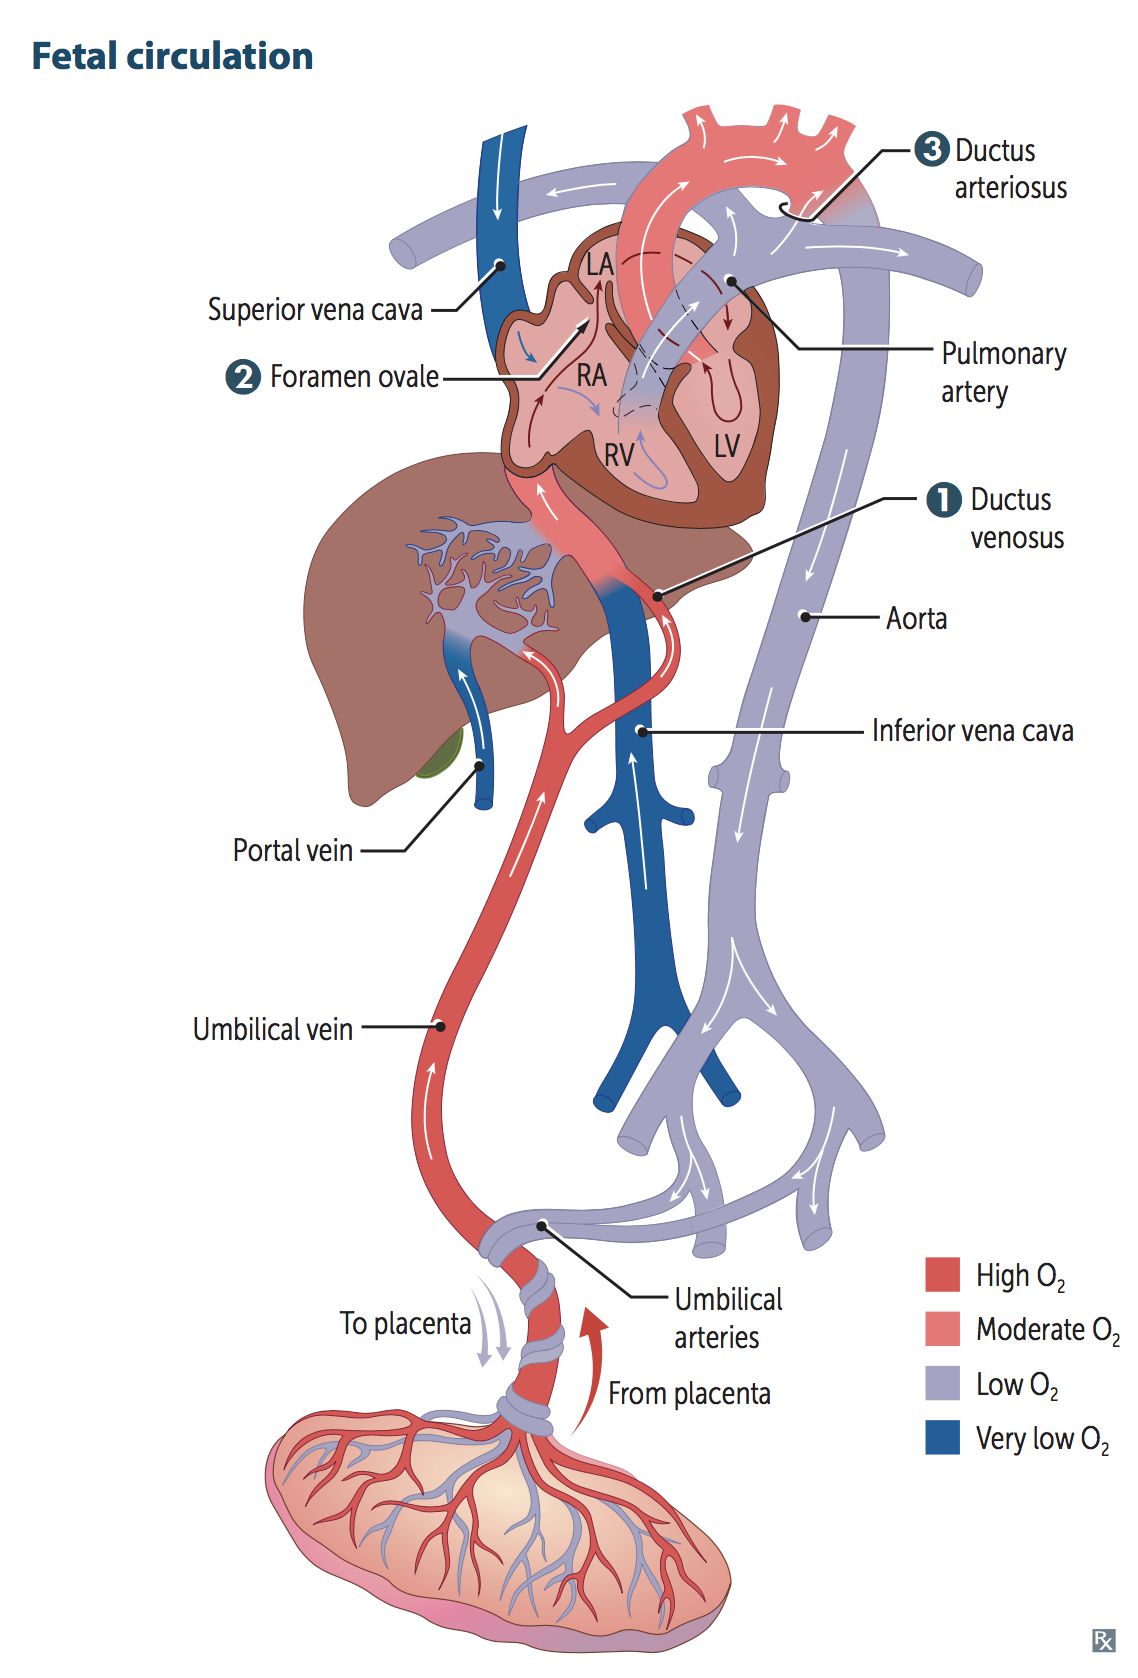 Fetal circulation
3 Ductus
arteriosus
LA
Superior vena cava
Pulmonary
artery
2 Foramen ovale
RA
LV
RV
1 Ductus
venosus
Aorta
Inferior vena cava
Portal vein
Umbilical vein
Umbilical
arteries
To placenta
From placenta
High O₂
Moderate O₂
Low O₂
Very low O₂
Rx